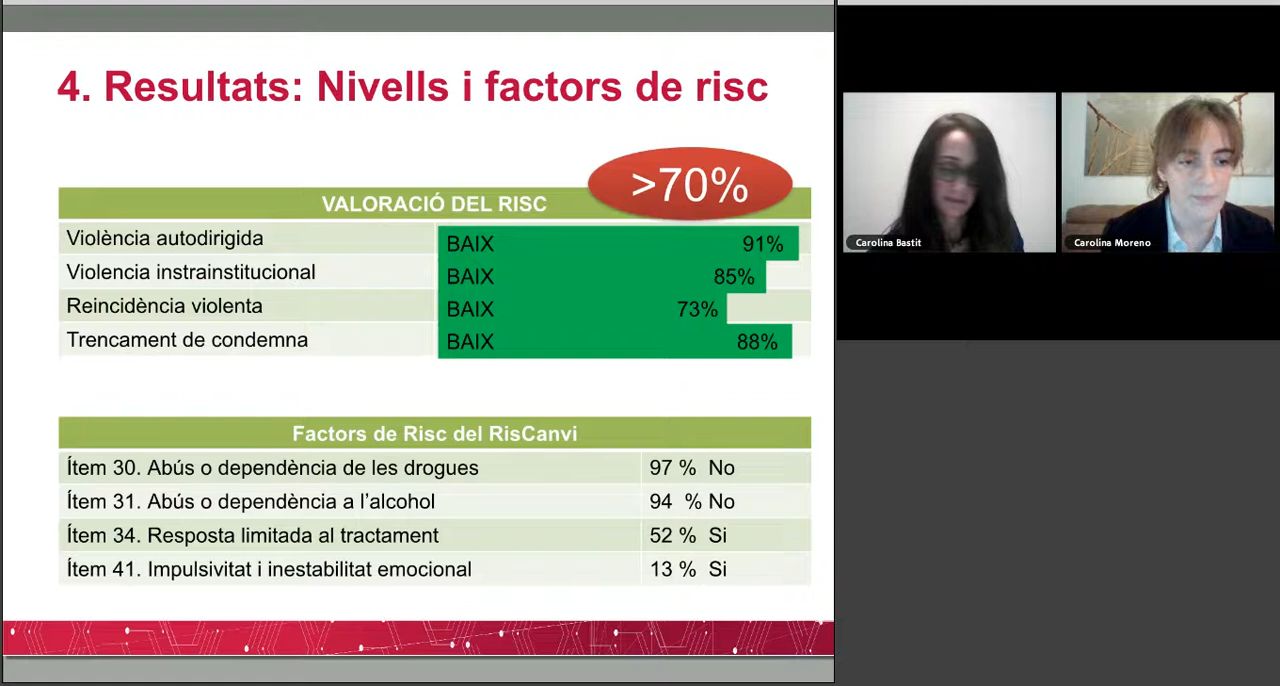 4. Resultats: Nivells i factors de risc
>70%
VALORACIÓ DEL RISC
Violència autodirigida BAIX 91%
Violencia instrainstitucional BAIX 85%
Reincidència violenta BAIX 73%
Trencament de condemna BAIX 88%
Factors de Risc del RisCanvi
Ítem 30. Abús o dependència de les drogues 97 % No
Ítem 31. Abús o dependència a l’alcohol 94 % No
Ítem 34. Resposta limitada al tractament 52 % Si
Ítem 41. Impulsivitat i inestabilitat emocional 13 % Si
Carolina Bastit
Carolina Moreno